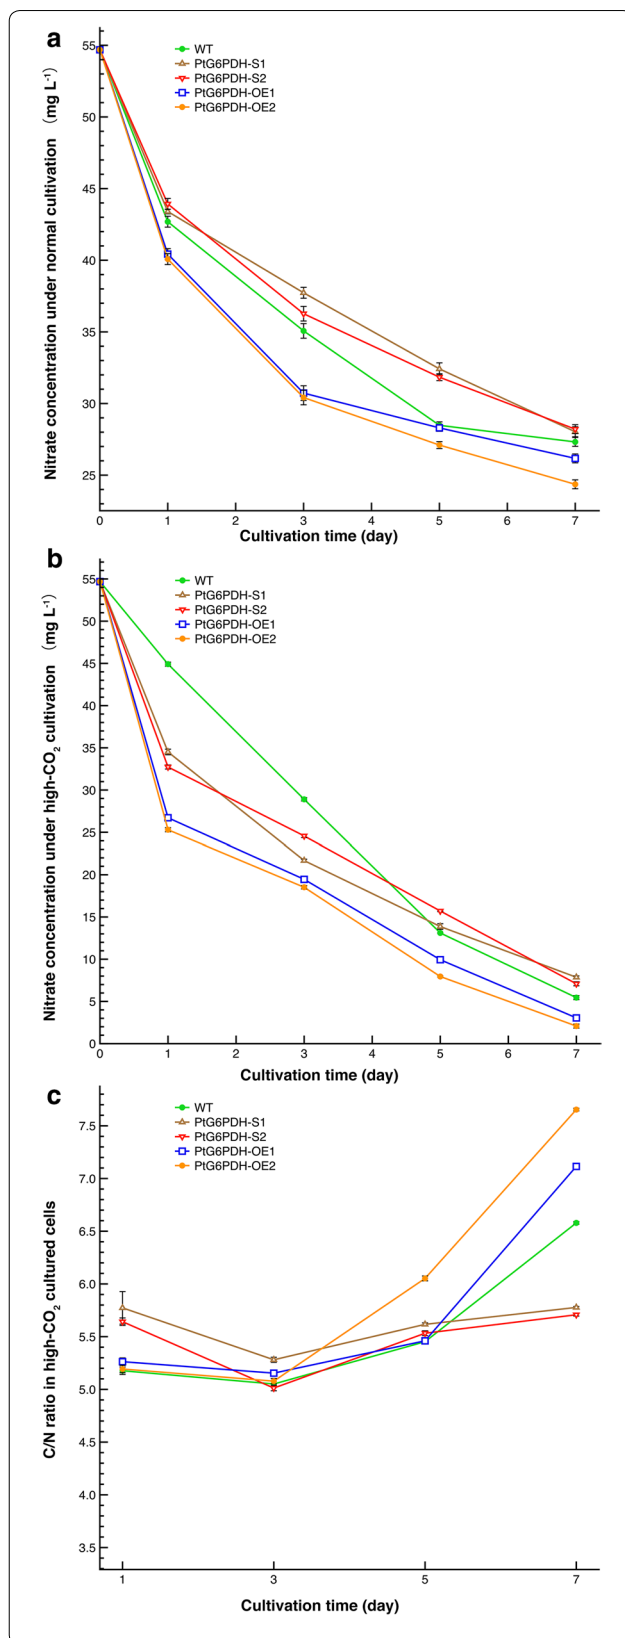 a
Nitrate concentration under normal cultivation (mg L⁻¹)
WT
PtG6PDH-S1
PtG6PDH-S2
PtG6PDH-OE1
PtG6PDH-OE2
55
50
45
40
35
30
25
0 1 2 3 4 5 6 7
Cultivation time (day)
b
Nitrate concentration under high-CO₂ cultivation (mg L⁻¹)
WT
PtG6PDH-S1
PtG6PDH-S2
PtG6PDH-OE1
PtG6PDH-OE2
55
50
45
40
35
30
25
20
15
10
5
0
0 1 2 3 4 5 6 7
Cultivation time (day)
c
C/N ratio in high-CO₂ cultured cells
WT
PtG6PDH-S1
PtG6PDH-S2
PtG6PDH-OE1
PtG6PDH-OE2
7.5
7.0
6.5
6.0
5.5
5.0
4.5
4.0
3.5
1 3 5 7
Cultivation time (day)